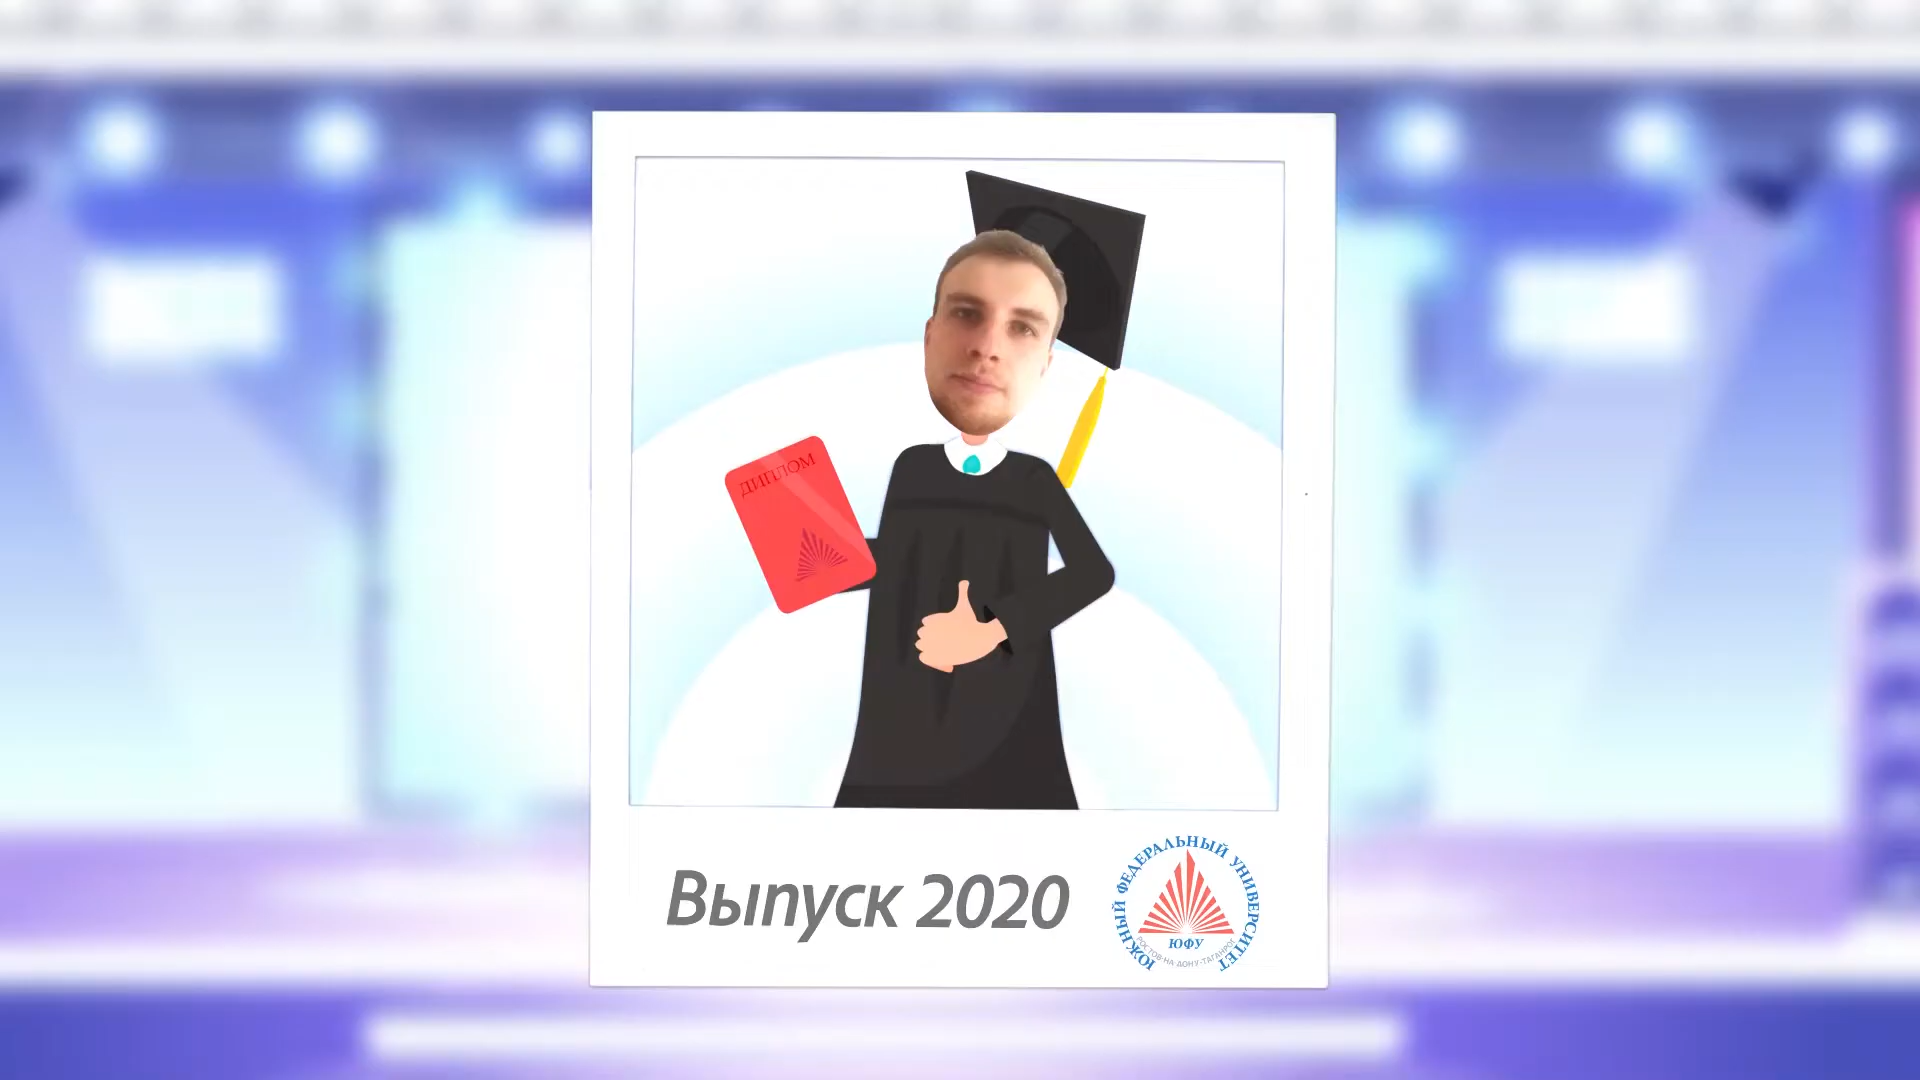 ДИПЛОМ
Выпуск 2020
ЮЖНЫЙ ФЕДЕРАЛЬНЫЙ УНИВЕРСИТЕТ
ЮФУ
РОСТОВ-НА-ДОНУ-ТАГАНРОГ